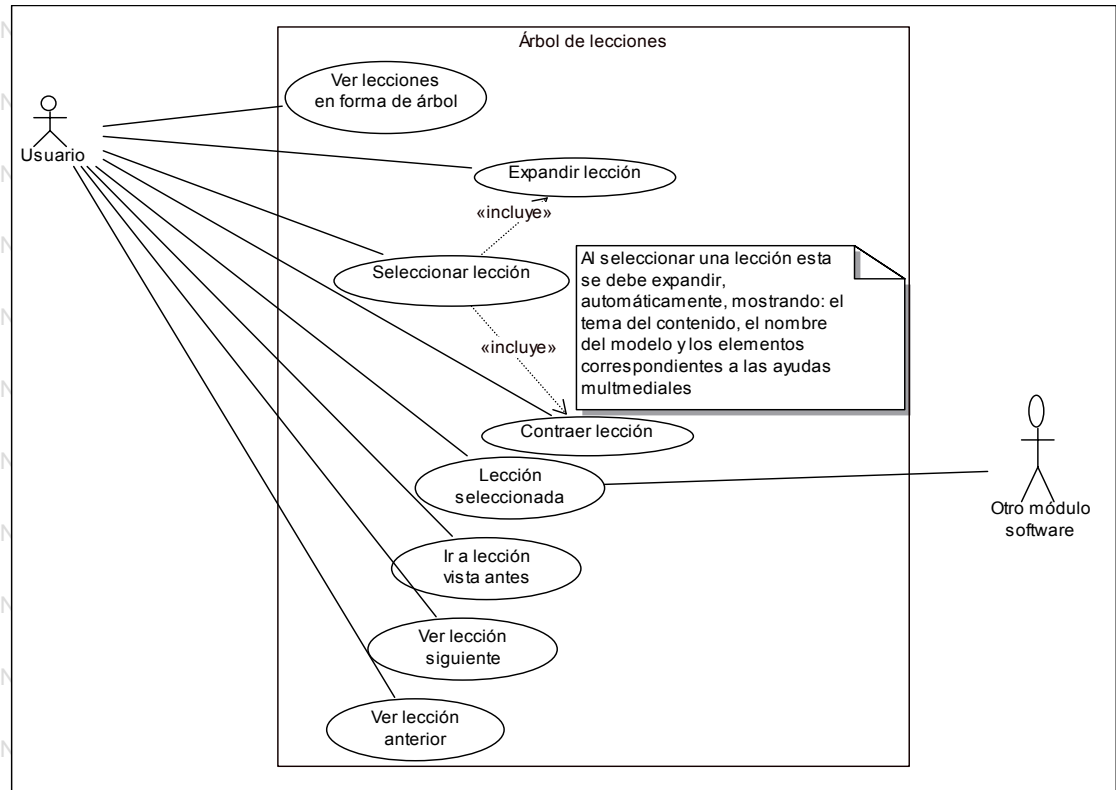 Árbol de lecciones
Ver lecciones
en forma de árbol
Usuario
Expandir lección
«incluye»
Seleccionar lección
Al seleccionar una lección esta
se debe expandir,
automáticamente, mostrando: el
tema del contenido, el nombre
del modelo y los elementos
correspondientes a las ayudas
multmediales
«incluye»
Contraer lección
Lección
seleccionada
Otro módulo
software
Ir a lección
vista antes
Ver lección
siguiente
Ver lección
anterior